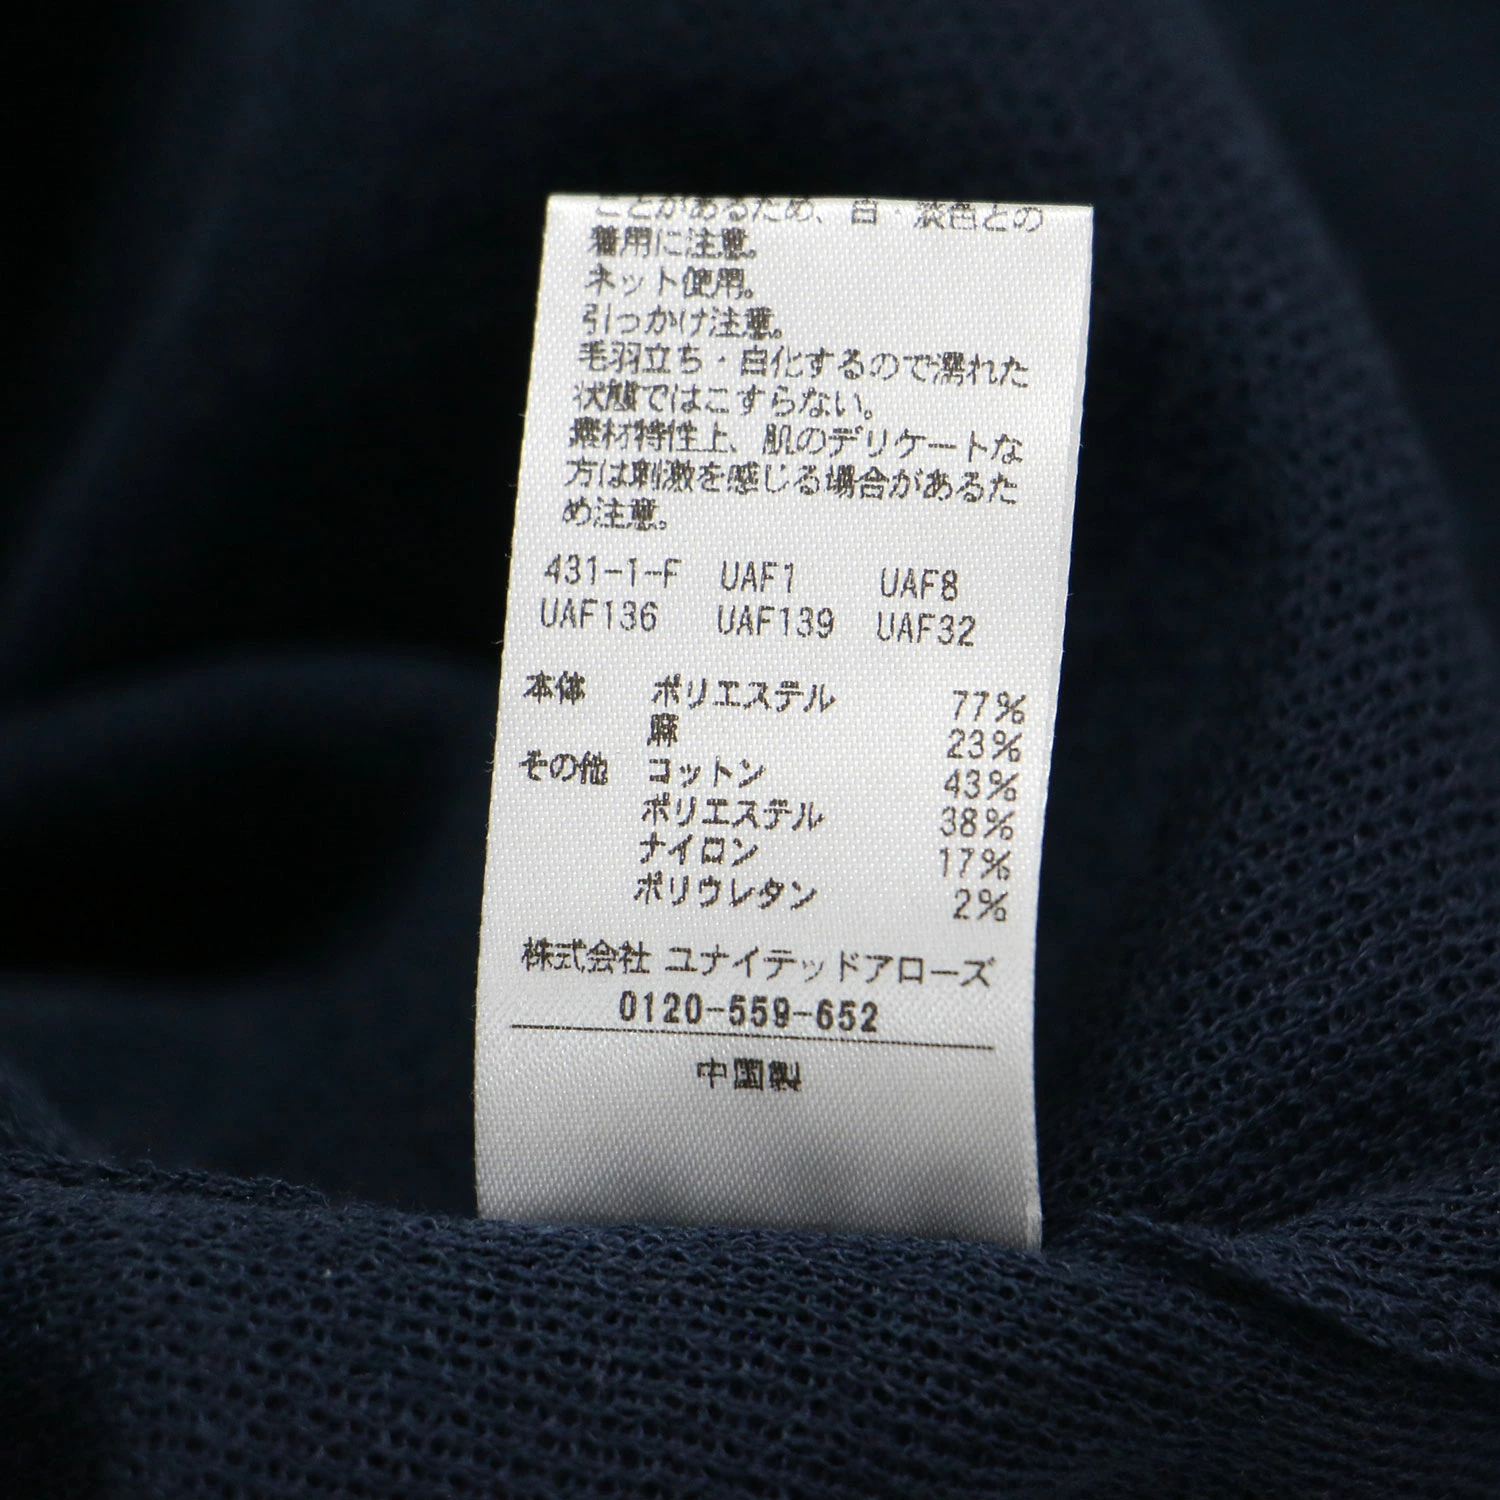 ことがあるため、白・淡色との
着用に注意。
ネット使用。
引っかけ注意。
毛羽立ち・白化するので濡れた
状態ではこすらない。
素材特性上、肌のデリケートな
方は刺激を感じる場合があるた
め注意。
431-1-F UAF1 UAF8
UAF136 UAF139 UAF32
本体 ポリエステル 77%
麻 23%
その他 コットン 43%
ポリエステル 38%
ナイロン 17%
ポリウレタン 2%
株式会社 ユナイテッドアローズ
0120-559-652
中国製